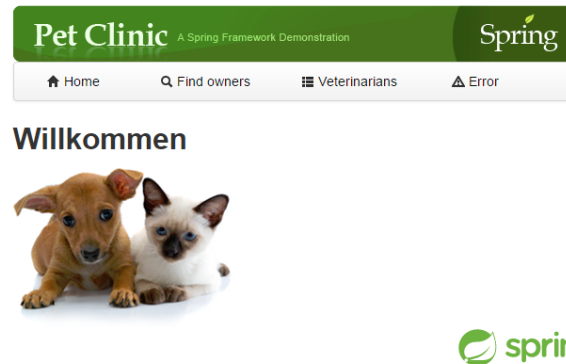 Pet Clinic A Spring Framework Demonstration Spring
Home Find owners Veterinarians Error
Willkommen